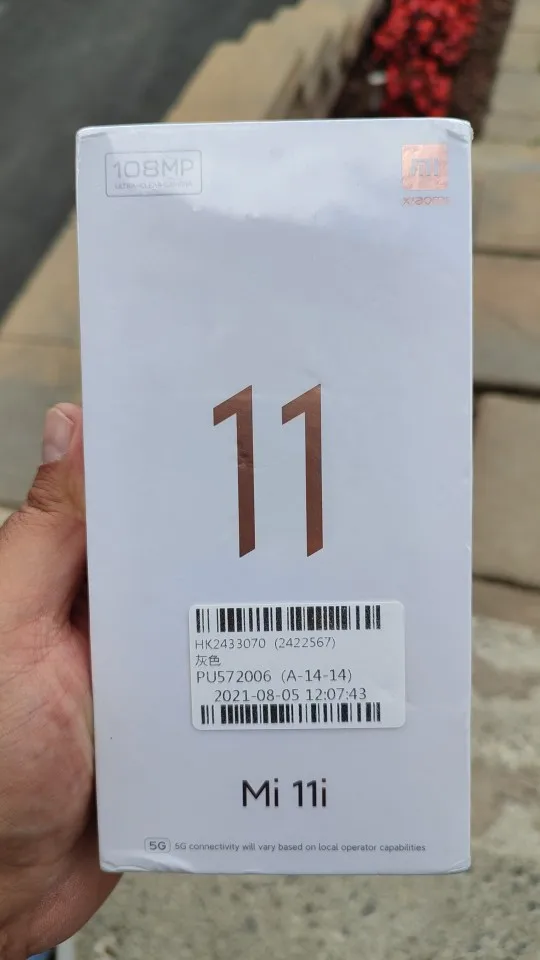 108MP
mi
xiaomi
11
HK2433070 (2422567)
灰色
PU572006 (A-14-14)
2021-08-05 12:07:43
Mi 11i
5G 5G connectivity will vary based on local operator capabilities